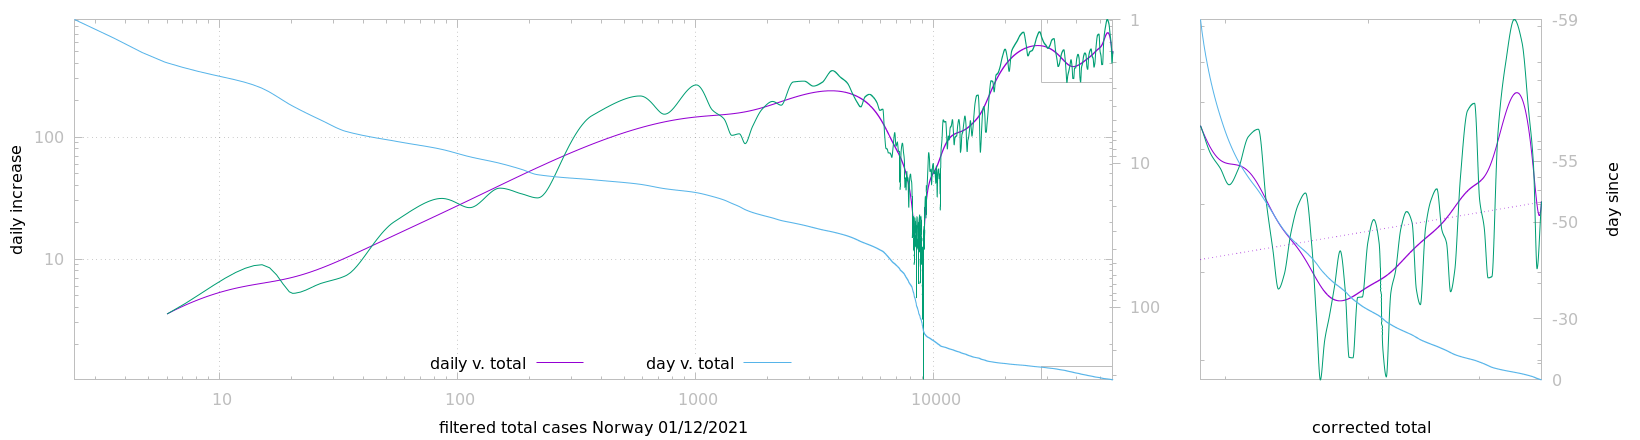 daily increase
100
10
10
100
1000
10000
1
10
100
daily v. total
day v. total
filtered total cases Norway 01/12/2021
-59
-55
-50
-30
0
day since
corrected total